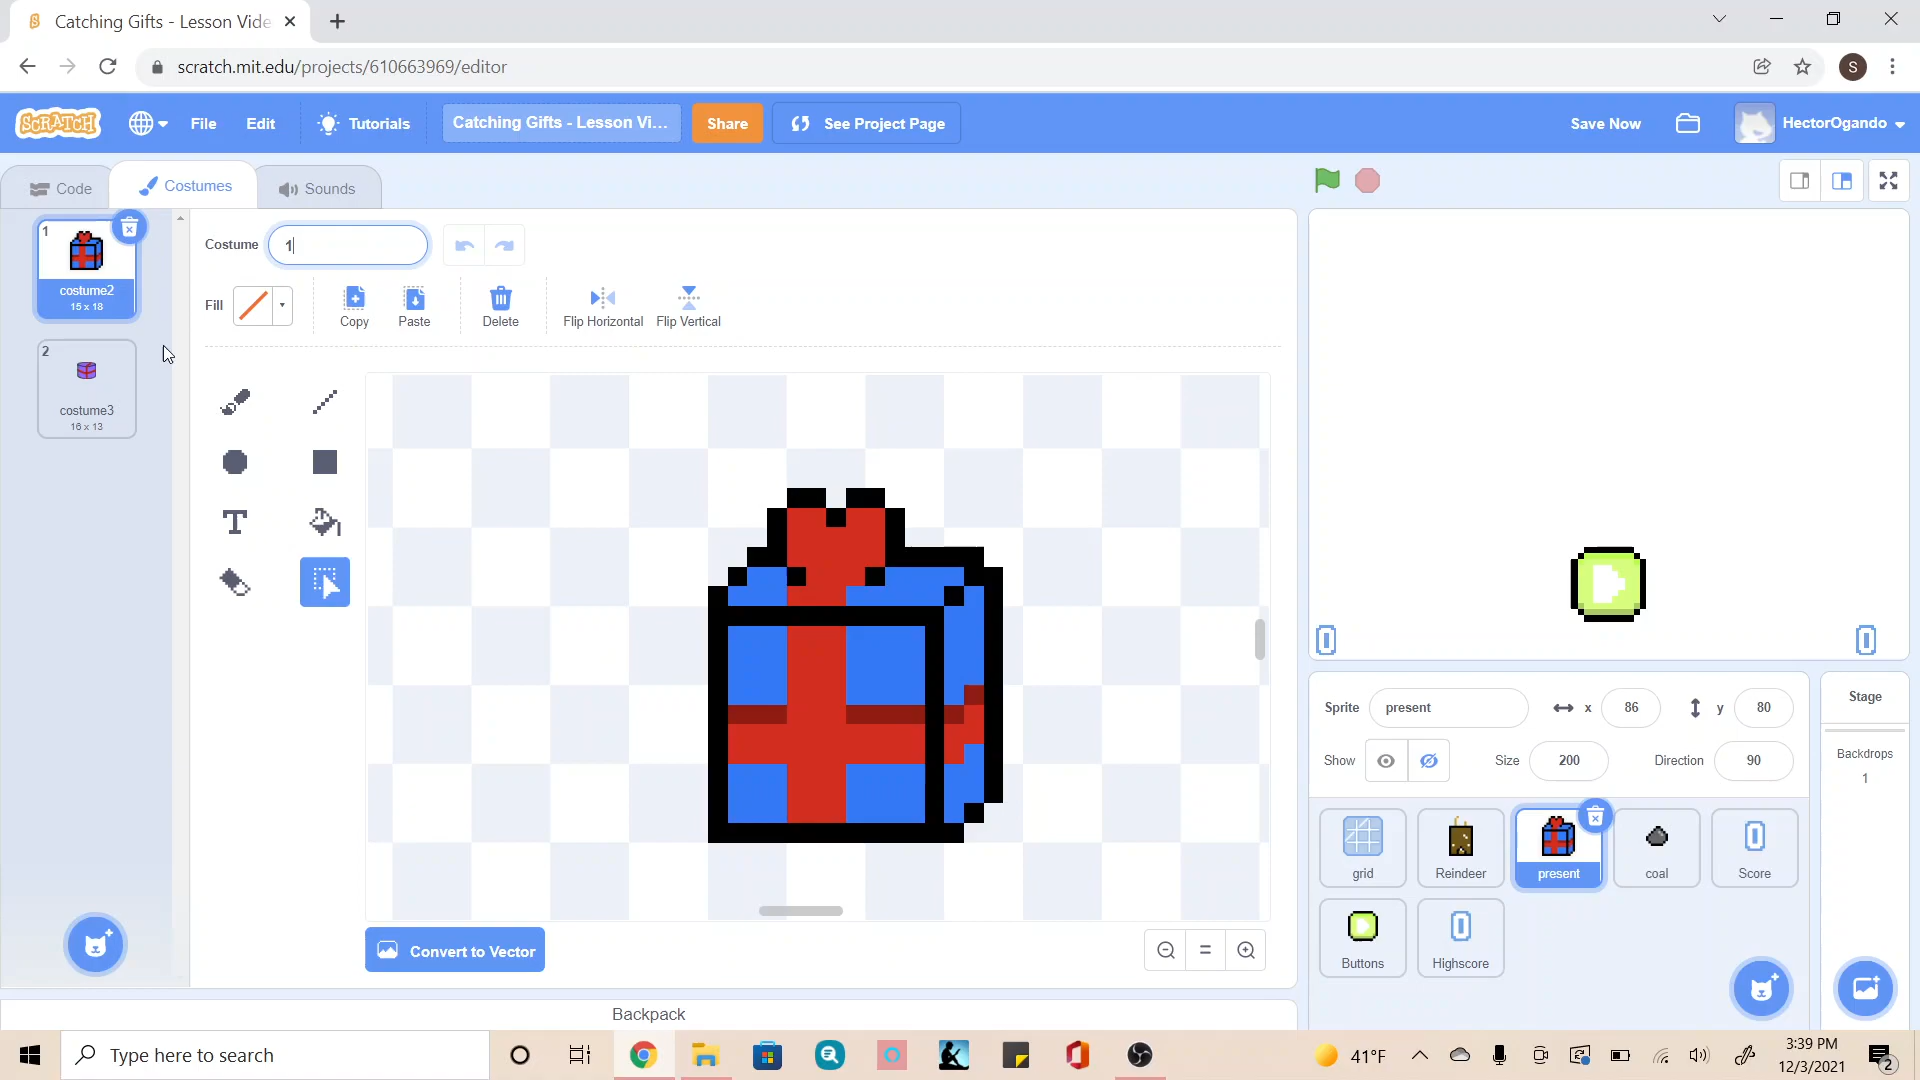 Catching Gifts - Lesson Vide
scratch.mit.edu/projects/610663969/editor
S
SCRATCH
File
Edit
Tutorials
Catching Gifts - Lesson Vi...
Share
See Project Page
Save Now
HectorOgando
Code
Costumes
Sounds
1
costume2
15 x 18
2
costume3
16 x 13
Costume
1
Fill
Copy
Paste
Delete
Flip Horizontal
Flip Vertical
Convert to Vector
Backpack
Sprite
present
x
86
y
80
Show
Size
200
Direction
90
Stage
Backdrops
1
grid
Reindeer
present
coal
Score
Buttons
Highscore
Type here to search
41°F
3:39 PM
12/3/2021
2